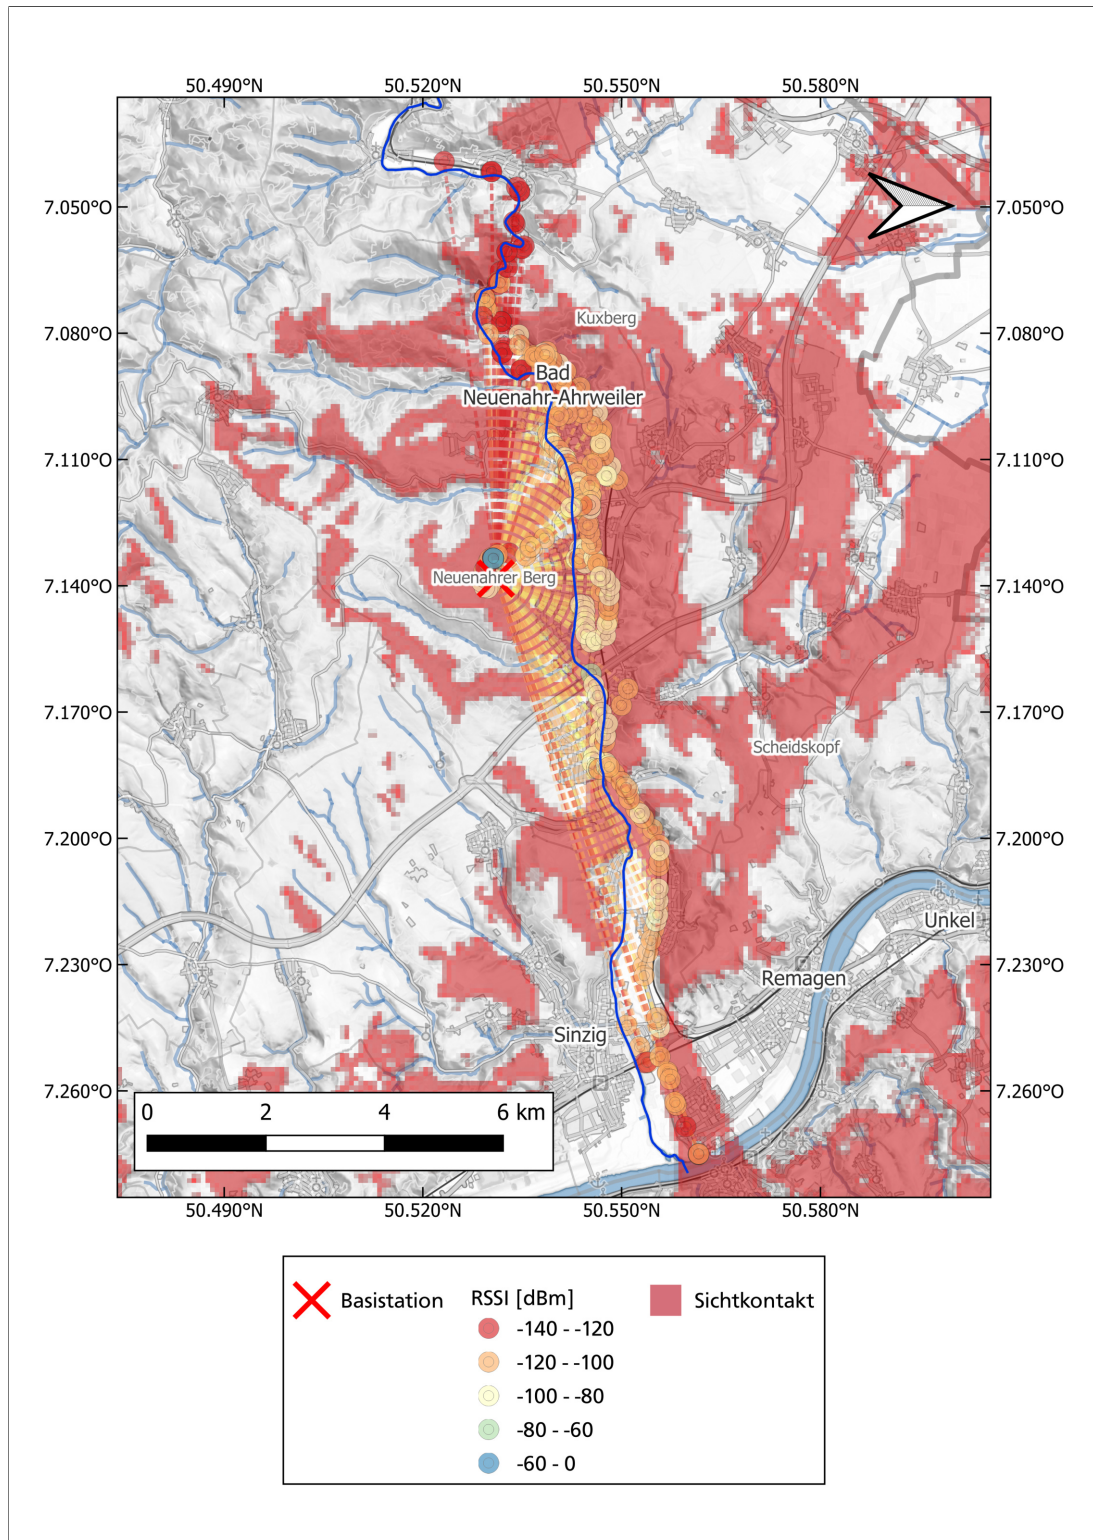 50.490°N 50.520°N 50.550°N 50.580°N
7.050°O 7.050°O
7.080°O Kuxberg 7.080°O
Bad
Neuenahr-Ahrweiler
7.110°O 7.110°O
Neuenahrer Berg
7.140°O 7.140°O
7.170°O 7.170°O
Scheidskopf
7.200°O 7.200°O
Unkel
7.230°O Remagen 7.230°O
Sinzig
7.260°O 7.260°O
0 2 4 6 km
50.490°N 50.520°N 50.550°N 50.580°N
Basistation RSSI [dBm] Sichtkontakt
-140 - -120
-120 - -100
-100 - -80
-80 - -60
-60 - 0